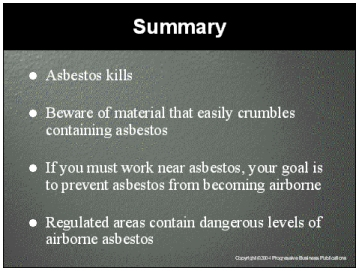 Summary
Asbestos kills
Beware of material that easily crumbles
containing asbestos
If you must work near asbestos, your goal is
to prevent asbestos from becoming airborne
Regulated areas contain dangerous levels of
airborne asbestos
Copyright ©2004 Progressive Business Publications